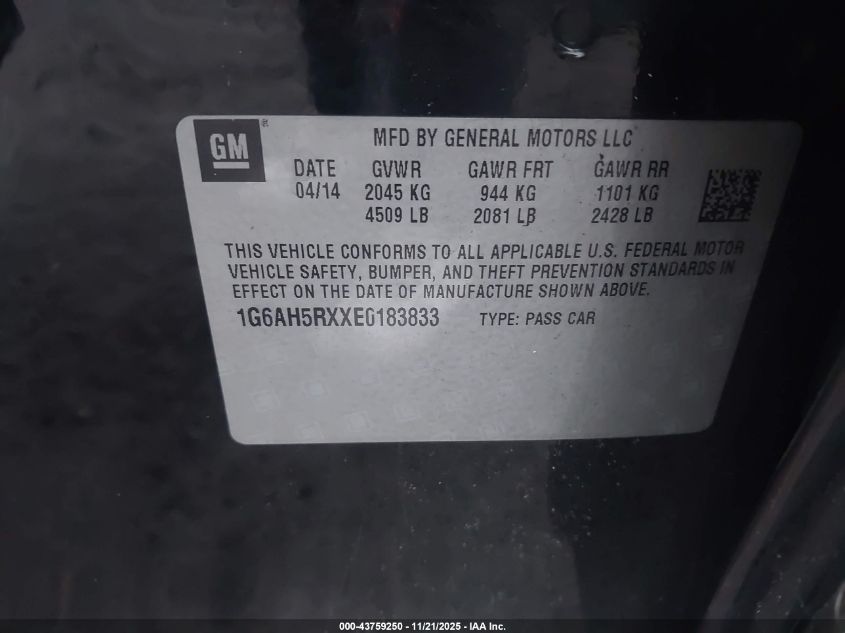 GM®
MFD BY GENERAL MOTORS LLC
DATE GVWR GAWR FRT GAWR RR
04/14 2045 KG 944 KG 1101 KG
4509 LB 2081 LB 2428 LB
THIS VEHICLE CONFORMS TO ALL APPLICABLE U.S. FEDERAL MOTOR
VEHICLE SAFETY, BUMPER, AND THEFT PREVENTION STANDARDS IN
EFFECT ON THE DATE OF MANUFACTURE SHOWN ABOVE.
1G6AH5RXXE0183833 TYPE: PASS CAR
000-43759250 - 11/21/2025 - IAA Inc.